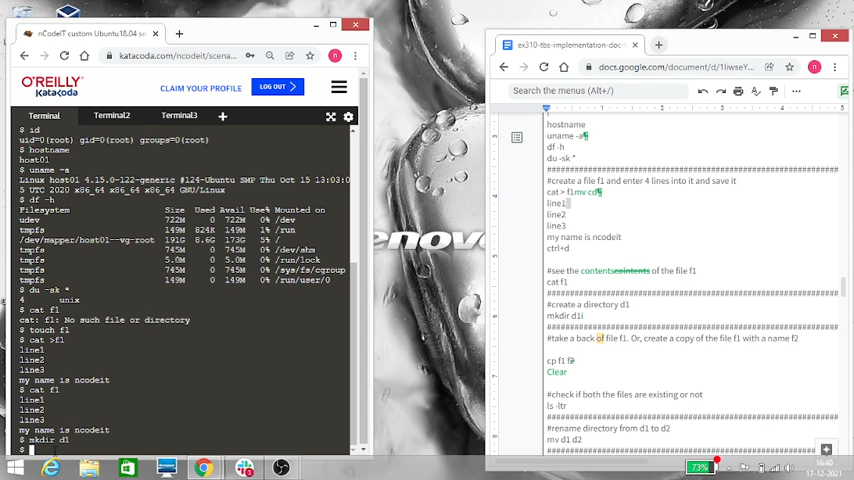 nCodeIT custom Ubuntu18.04 se
katacoda.com/ncodeit/scena
O'REILLY
Katakoda
CLAIM YOUR PROFILE
LOG OUT
Terminal
Terminal2
Terminal3
$ id
uid=0(root) gid=0(root) groups=0(root)
$ hostname
host01
$ uname -a
Linux host01 4.15.0-122-generic #124-Ubuntu SMP Thu Oct 15 13:03:0
5 UTC 2020 x86_64 x86_64 x86_64 GNU/Linux
$ df -h
Filesystem Size Used Avail Use% Mounted on
udev 722M 0 722M 0% /dev
tmpfs 149M 824K 149M 1% /run
/dev/mapper/host01--vg-root 191G 8.6G 173G 5% /
tmpfs 745M 0 745M 0% /dev/shm
tmpfs 5.0M 0 5.0M 0% /run/lock
tmpfs 745M 0 745M 0% /sys/fs/cgroup
tmpfs 149M 0 149M 0% /run/user/0
$ du -sk *
4 unix
$ cat f1
cat: f1: No such file or directory
$ touch f1
$ cat >f1
line1
line2
line3
my name is ncodeit
$ cat f1
line1
line2
line3
my name is ncodeit
$ mkdir d1
$
ex310-tbs-implementation-doc-
docs.google.com/document/d/1liwseY
Search the menus (Alt+/)
hostname
uname -a¶
df -h
du -sk *
################################################
#create a file f1 and enter 4 lines into it and save it
cat > f1mv cd¶
line1
line2
line3
my name is ncodeit
ctrl+d
#see the contentscointents of the file f1
cat f1
################################################
#create a directory d1
mkdir d1i
################################################
#take a back of file f1. Or, create a copy of the file f1 with a name f2
cp f1 f2
Clear
#check if both the files are existing or not
ls -ltr
################################################
#rename directory from d1 to d2
mv d1 d2
################################################
lenovo
73%
16:40
17-12-2021